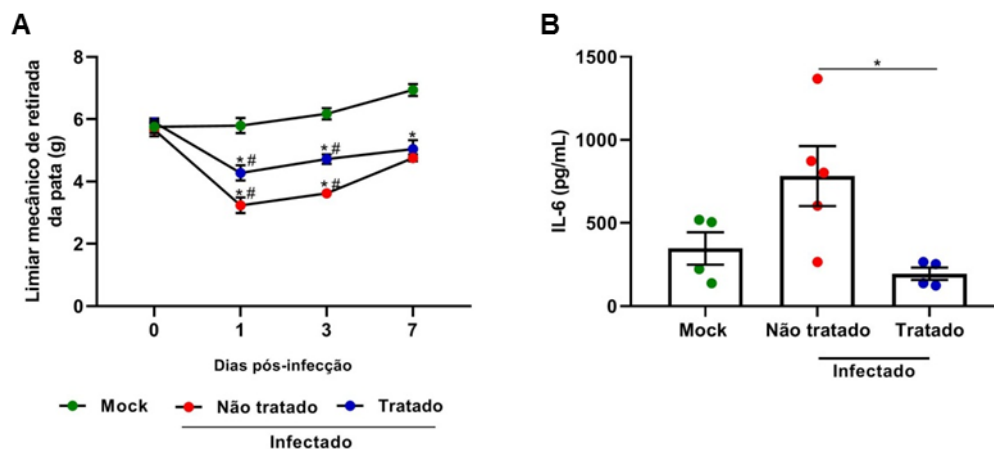 A
Limiar mecânico de retirada
da pata (g)
8
6
4
2
0
*#
*#
*#
*#
*
0 1 3 7
Dias pós-infecção
Mock Não tratado Tratado
Infectado
B
IL-6 (pg/mL)
1500
1000
500
0
*
Mock Não tratado Tratado
Infectado